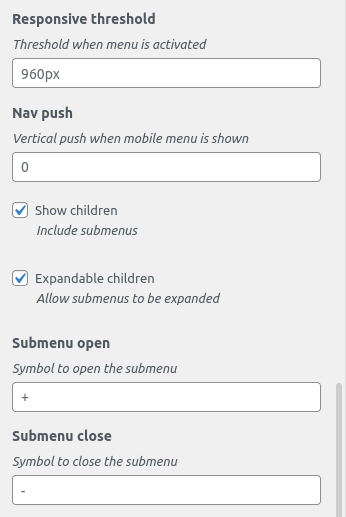 Responsive threshold
Threshold when menu is activated
960px
Nav push
Vertical push when mobile menu is shown
0
Show children
Include submenus
Expandable children
Allow submenus to be expanded
Submenu open
Symbol to open the submenu
+
Submenu close
Symbol to close the submenu
-